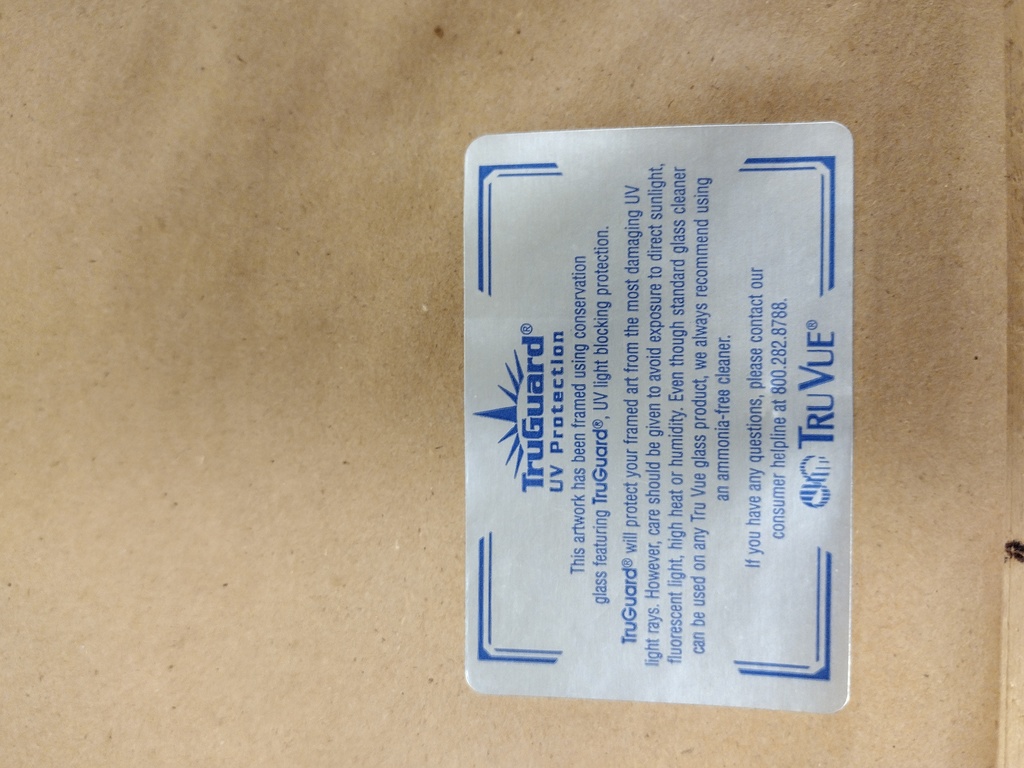 TruGuard®
UV Protection
This artwork has been framed using conservation
glass featuring TruGuard®, UV light blocking protection.
TruGuard® will protect your framed art from the most damaging UV
light rays. However, care should be given to avoid exposure to direct sunlight,
fluorescent light, high heat or humidity. Even though standard glass cleaner
can be used on any Tru Vue glass product, we always recommend using
an ammonia-free cleaner.
If you have any questions, please contact our
consumer helpline at 800.282.8788.
TRU VUE®